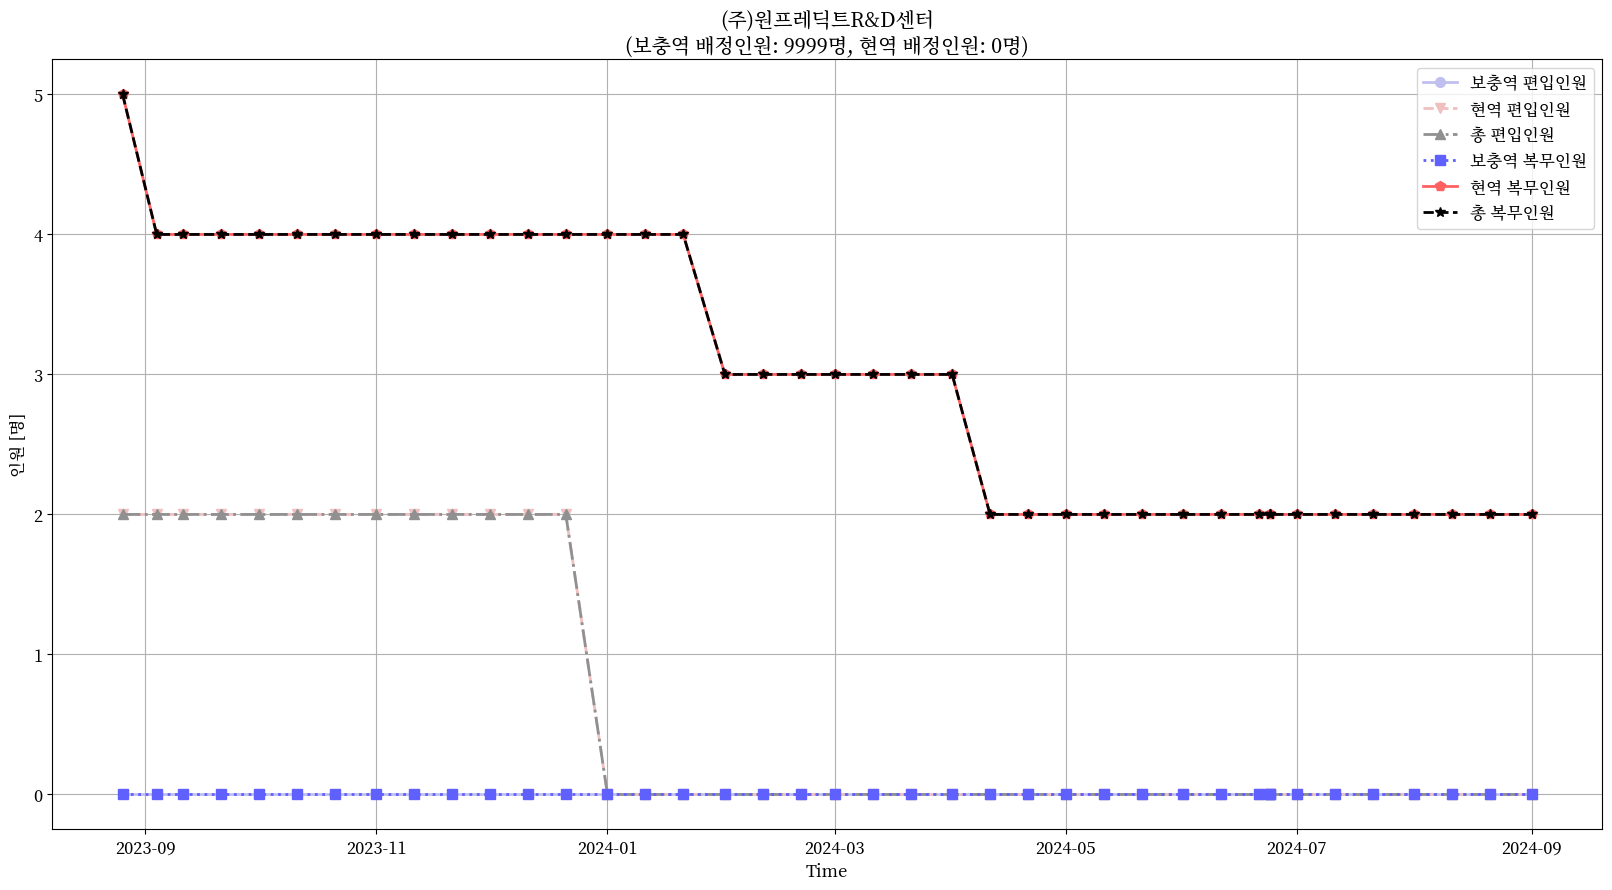 (주)원프레딕트R&D센터
(보충역 배정인원: 9999명, 현역 배정인원: 0명)
보충역 편입인원
현역 편입인원
총 편입인원
보충역 복무인원
현역 복무인원
총 복무인원
인원 [명]
5
4
3
2
1
0
2023-09
2023-11
2024-01
2024-03
2024-05
2024-07
2024-09
Time